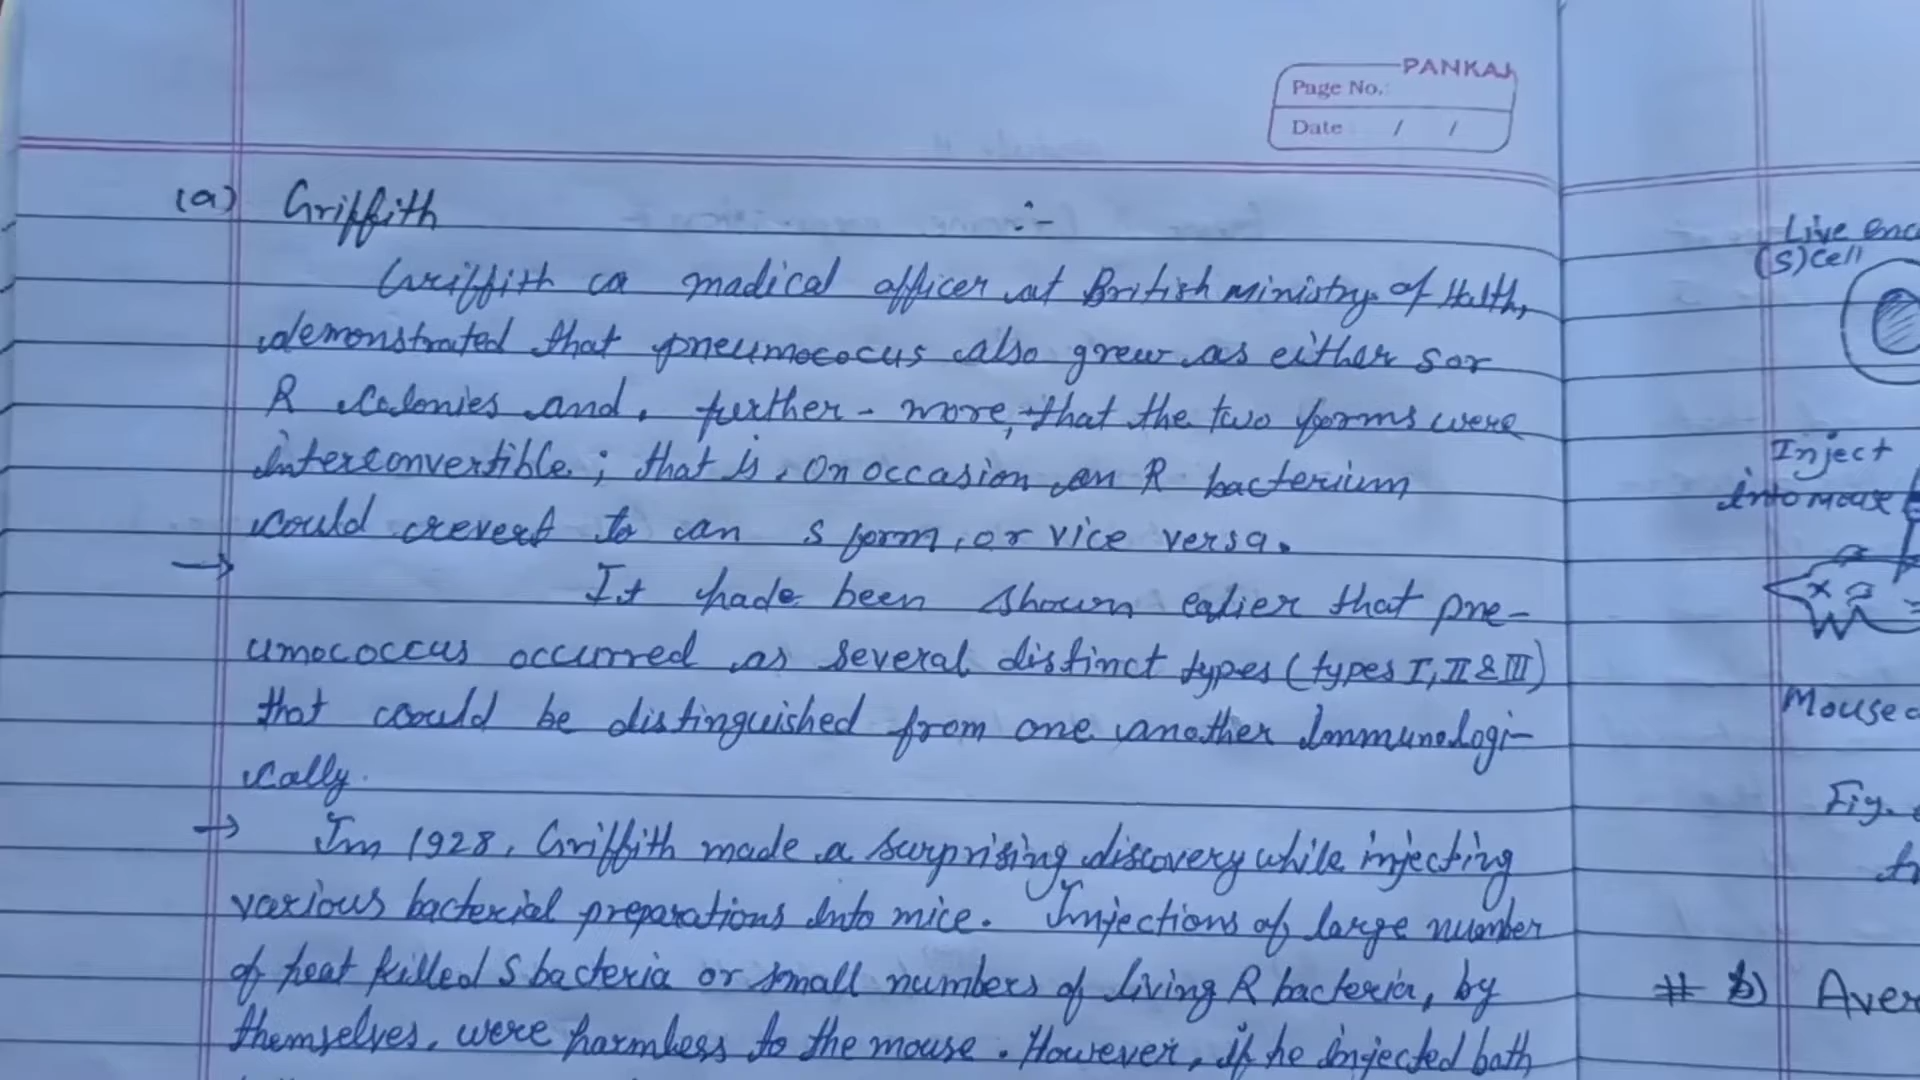 PANKAJ
Page No.:
Date / /
(a) Griffith :-
Griffith a madical officer at British ministry of Halth,
demonstrated that pneumococus also grew as either S or
R colonies and, further-more, that the two forms were
interconvertible; that is, on occasion an R bacterium
could revert to an S form, or vice versa.
→ It hade been shown ealier that pne-
umococcus occurred as several distinct types (types I, II & III)
that could be distinguished from one another Immunologi-
cally.
→ In 1928, Griffith made a surprising discovery while injecting
various bacterial preparations into mice. Injections of large number
of heat killed S bacteria or small numbers of living R bacteria, by
themselves, were harmless to the mouse. However, if he injected both
Live enc
(S) cell
Inject
into mouse
Mouse
Fig.
# b) Aver